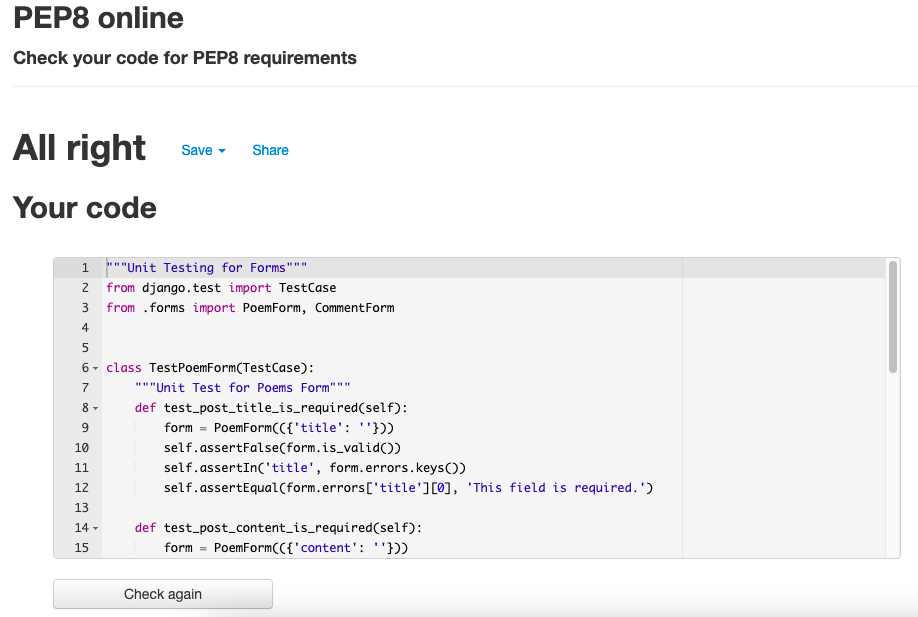 PEP8 online
Check your code for PEP8 requirements
All right Save Share
Your code
1 """Unit Testing for Forms"""
2 from django.test import TestCase
3 from .forms import PoemForm, CommentForm
4
5
6 class TestPoemForm(TestCase):
7     """Unit Test for Poems Form"""
8     def test_post_title_is_required(self):
9         form = PoemForm(({'title': ''}))
10         self.assertFalse(form.is_valid())
11         self.assertIn('title', form.errors.keys())
12         self.assertEqual(form.errors['title'][0], 'This field is required.')
13
14     def test_post_content_is_required(self):
15         form = PoemForm(({'content': ''}))
Check again